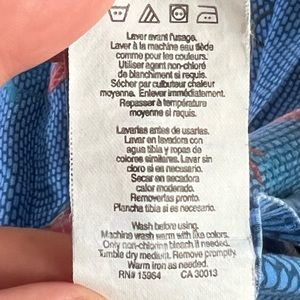 Laver avant l'usage.
Laver à la machine eau tiède
comme pour les couleurs.
Utiliser agent non-chloré
de blanchiment si requis.
Sécher par culbuteur chaleur
moyenne. Enlever immédiatement.
Repasser à température
moyenne si requis.
Lavarlas antes de usarlas.
Lavar en lavadora con
agua tibia y ropas de
colores similares. Lavar sin
cloro si es necesario.
Secar en secadora
calor moderado.
Removerlas pronto.
Plancha tibia si es necesario.
Wash before using.
Machine wash warm with like colors.
Only non-chlorine bleach if needed.
Tumble dry medium. Remove promptly.
Warm iron as needed.
RN# 15964 CA 30013